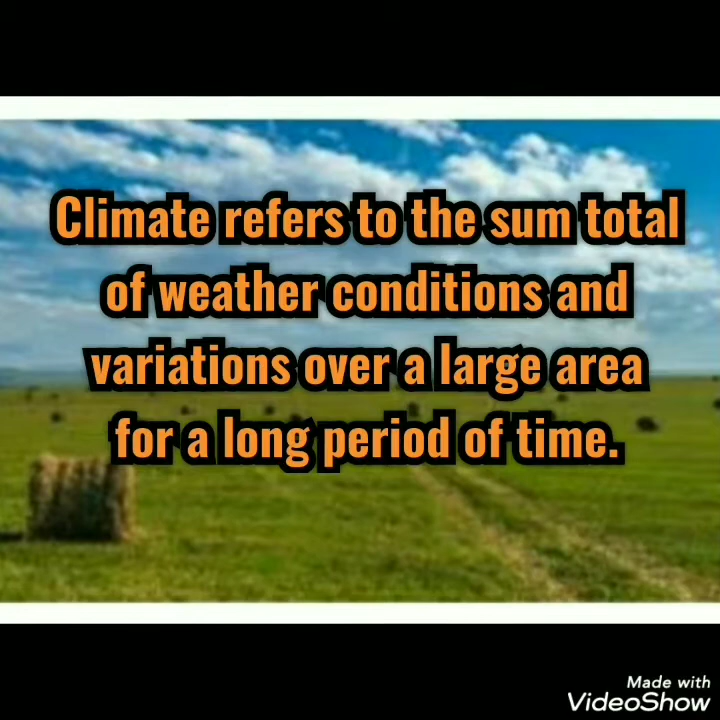 Climate refers to the sum total
of weather conditions and
variations over a large area
for a long period of time.
Made with
VideoShow